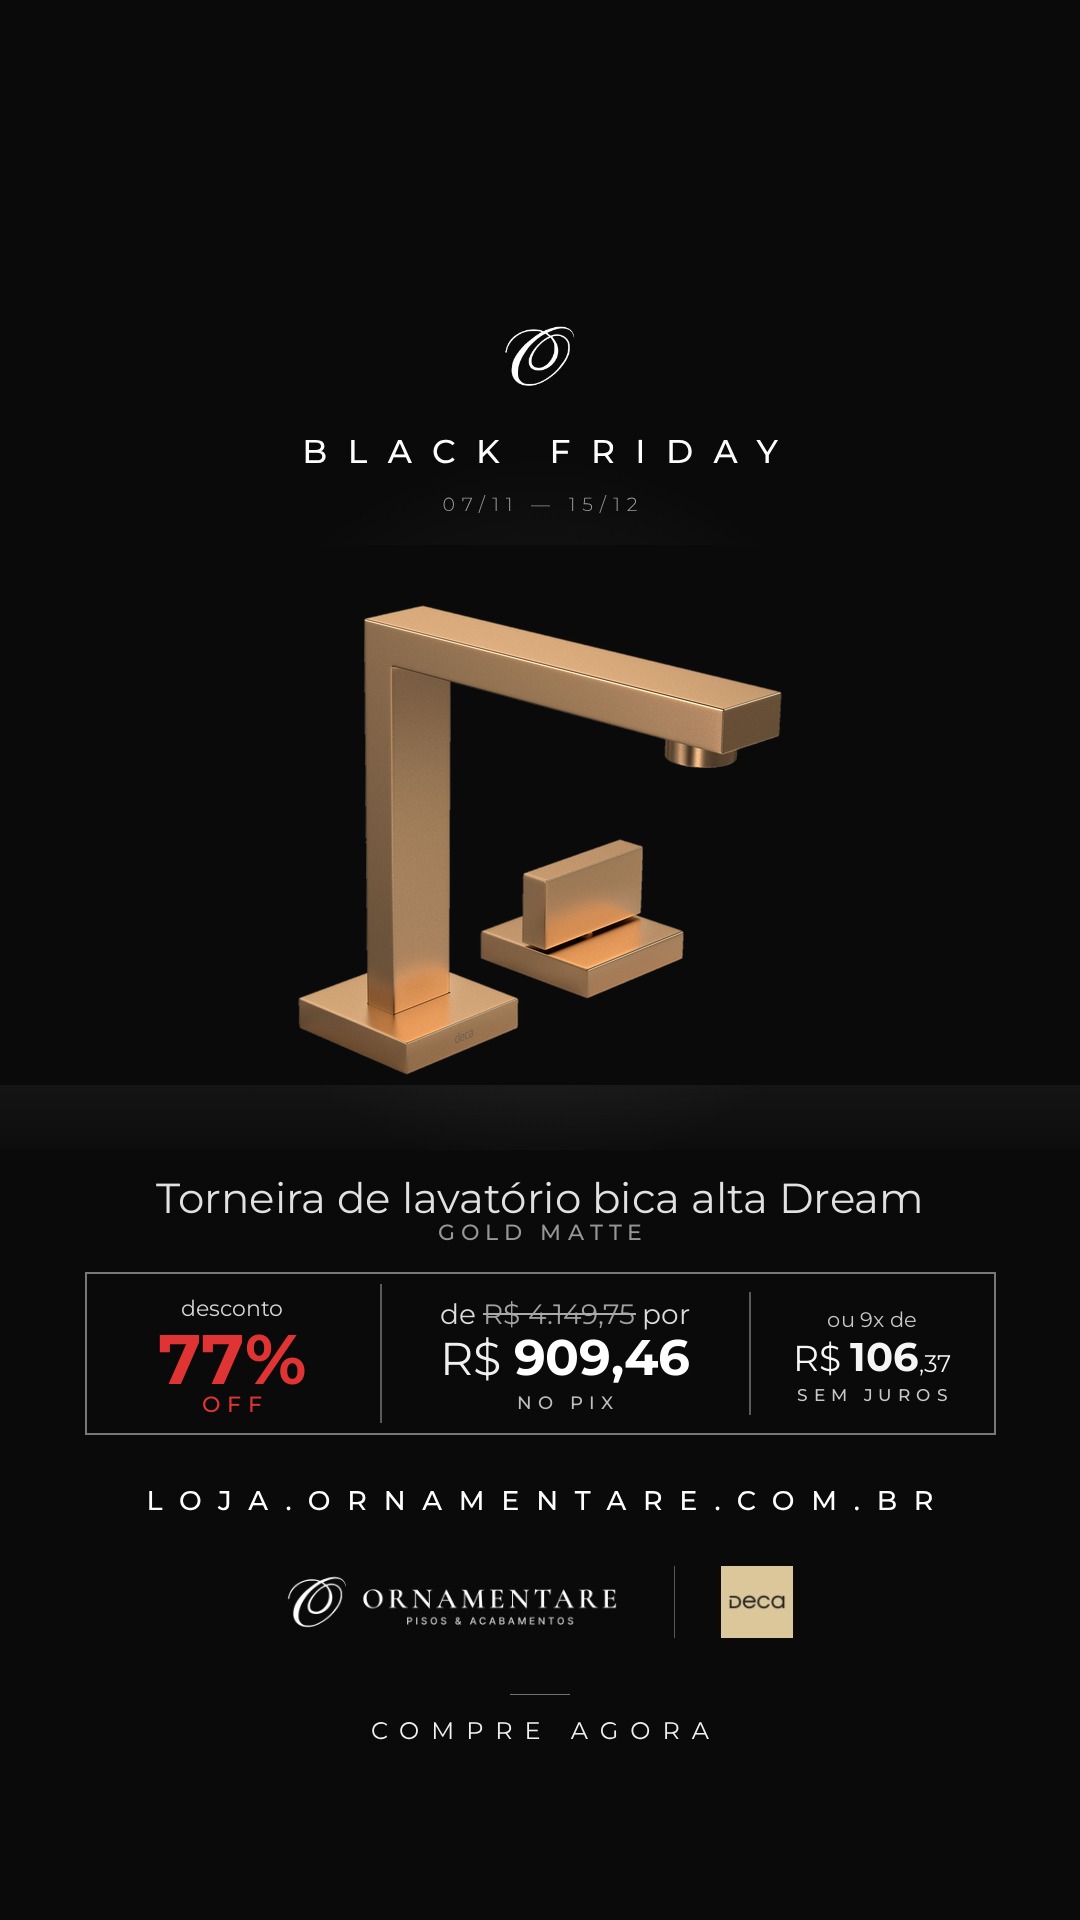 BLACK FRIDAY
07/11 — 15/12
deca
Torneira de lavatório bica alta Dream
GOLD MATTE
desconto
77%
OFF
de R$ 4.149,75 por
R$ 909,46
NO PIX
ou 9x de
R$ 106,37
SEM JUROS
LOJA.ORNAMENTARE.COM.BR
ORNAMENTARE
PISOS & ACABAMENTOS
Deca
COMPRE AGORA